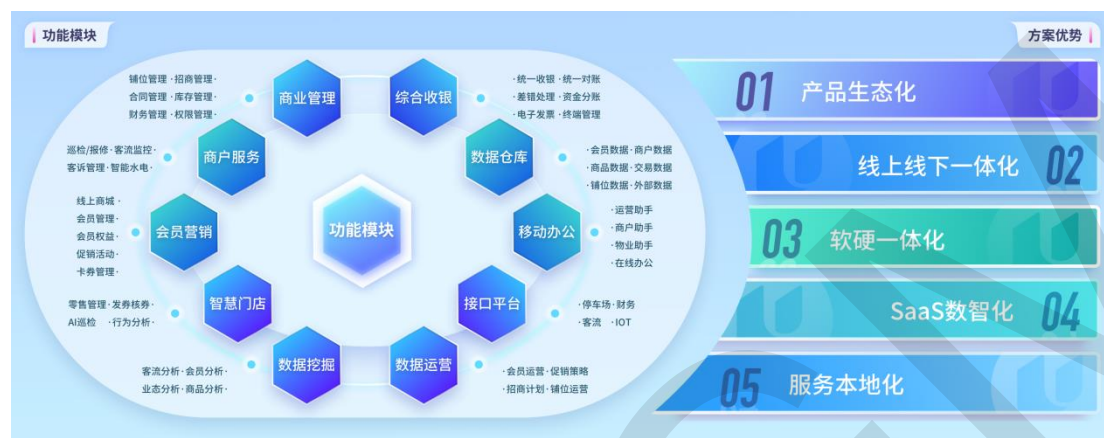 功能模块
方案优势
铺位管理·招商管理·
合同管理·库存管理·
财务管理·权限管理·
商业管理
综合收银
·统一收银·统一对账
·差错处理·资金分账
·电子发票·终端管理
巡检/报修·客流监控·
客诉管理·智能水电·
商户服务
数据仓库
·会员数据·商户数据
·商品数据·交易数据
·铺位数据·外部数据
线上商城·
会员管理·
会员权益·
促销活动·
卡券管理·
会员营销
功能模块
移动办公
·运营助手
·商户助手
·物业助手
·在线办公
零售管理·发券核券·
AI巡检 ·行为分析·
智慧门店
接口平台
·停车场·财务
·客流 ·IOT
客流分析·会员分析·
业态分析·商品分析·
数据挖掘
数据运营
·会员运营·促销策略
·招商计划·铺位运营
01 产品生态化
线上线下一体化 02
03 软硬一体化
SaaS数智化 04
05 服务本地化